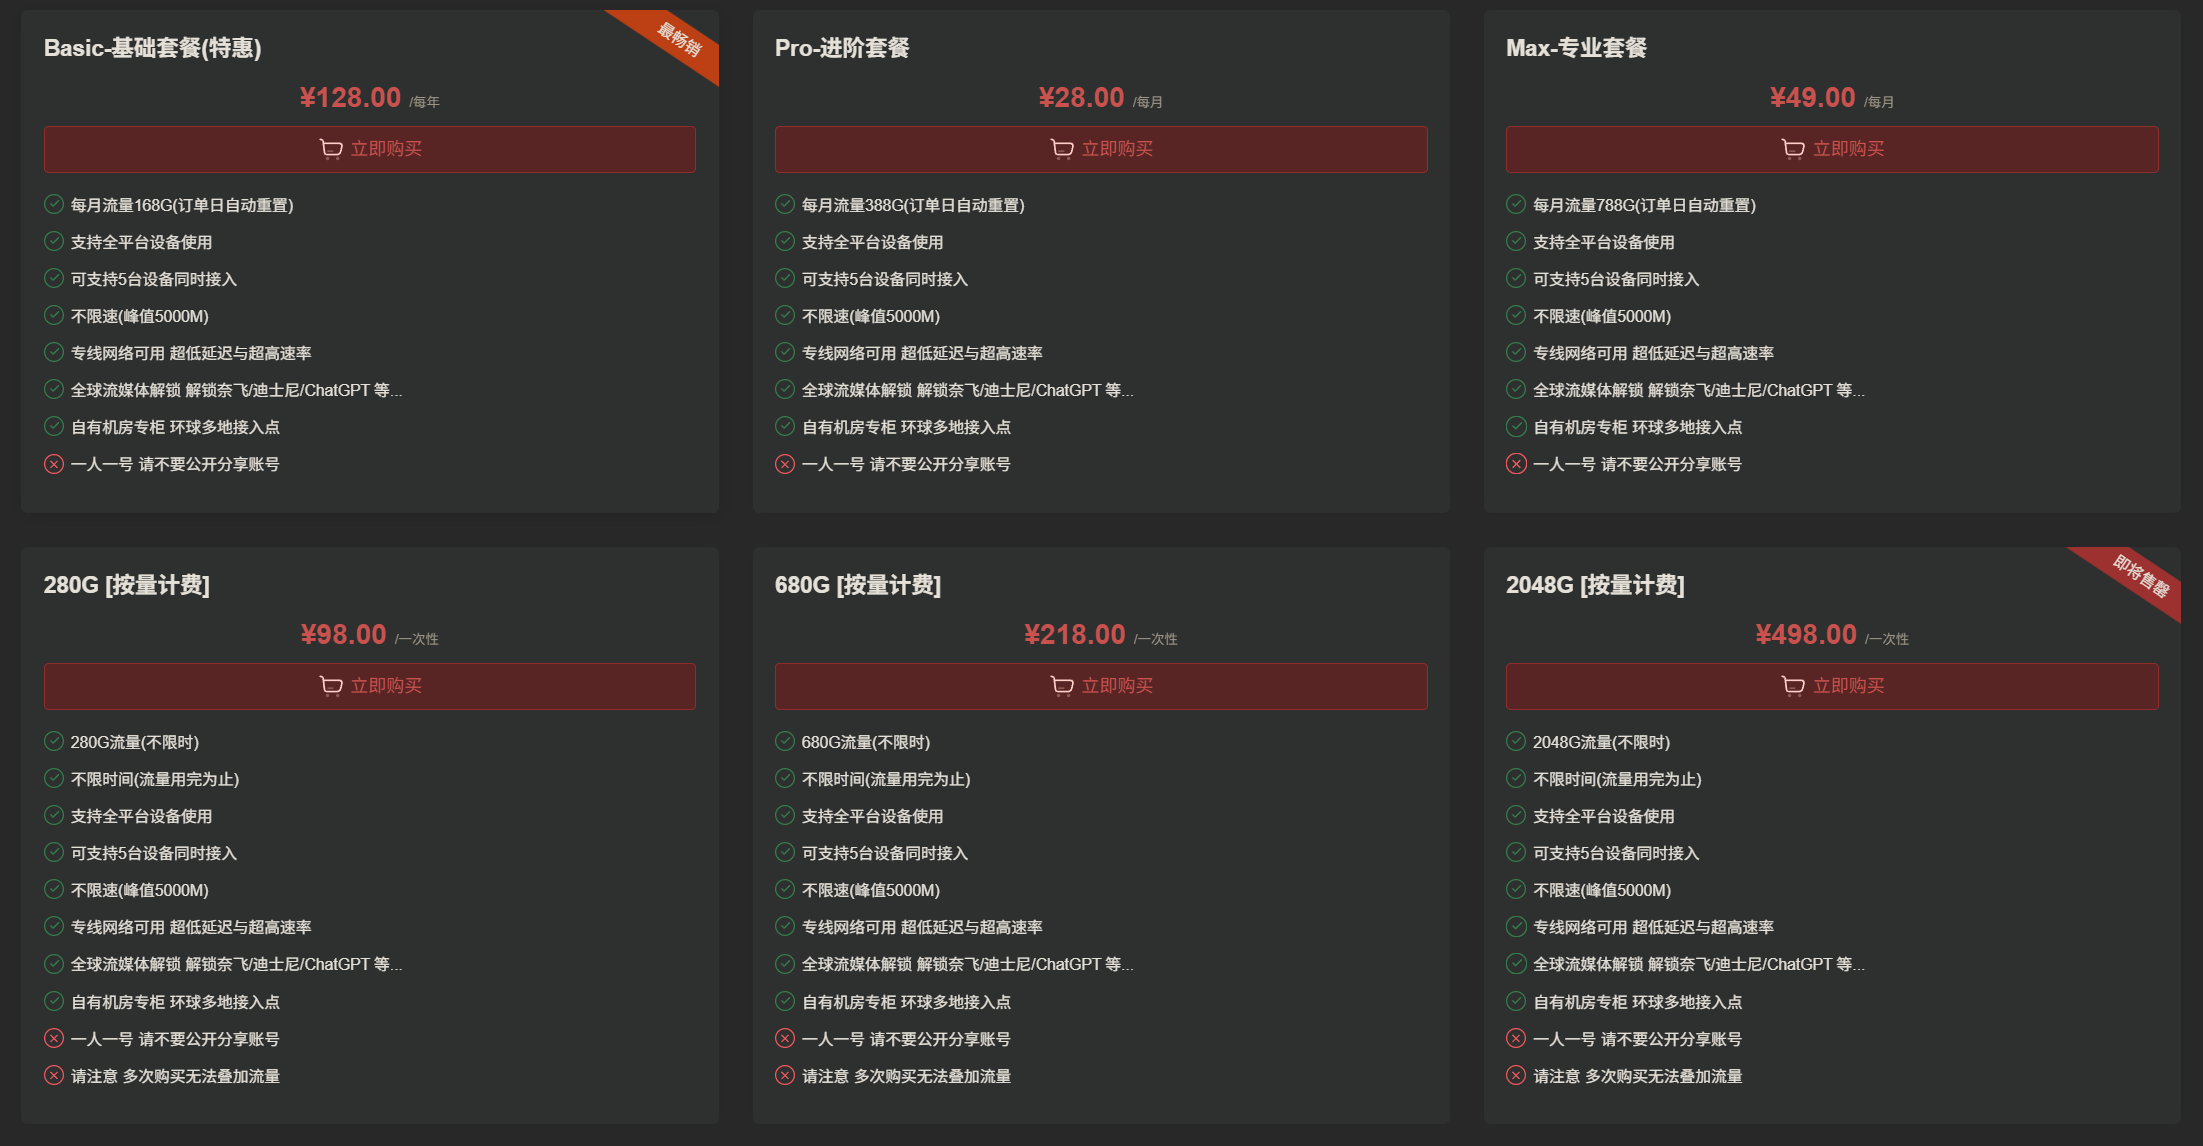 Basic-基础套餐(特惠)
最畅销
¥128.00 /每年
立即购买
每月流量168G(订单日自动重置)
支持全平台设备使用
可支持5台设备同时接入
不限速(峰值5000M)
专线网络可用 超低延迟与超高速率
全球流媒体解锁 解锁奈飞/迪士尼/ChatGPT 等...
自有机房专柜 环球多地接入点
一人一号 请不要公开分享账号
Pro-进阶套餐
¥28.00 /每月
立即购买
每月流量388G(订单日自动重置)
支持全平台设备使用
可支持5台设备同时接入
不限速(峰值5000M)
专线网络可用 超低延迟与超高速率
全球流媒体解锁 解锁奈飞/迪士尼/ChatGPT 等...
自有机房专柜 环球多地接入点
一人一号 请不要公开分享账号
Max-专业套餐
¥49.00 /每月
立即购买
每月流量788G(订单日自动重置)
支持全平台设备使用
可支持5台设备同时接入
不限速(峰值5000M)
专线网络可用 超低延迟与超高速率
全球流媒体解锁 解锁奈飞/迪士尼/ChatGPT 等...
自有机房专柜 环球多地接入点
一人一号 请不要公开分享账号
280G [按量计费]
¥98.00 /一次性
立即购买
280G流量(不限时)
不限时间(流量用完为止)
支持全平台设备使用
可支持5台设备同时接入
不限速(峰值5000M)
专线网络可用 超低延迟与超高速率
全球流媒体解锁 解锁奈飞/迪士尼/ChatGPT 等...
自有机房专柜 环球多地接入点
一人一号 请不要公开分享账号
请注意 多次购买无法叠加流量
680G [按量计费]
¥218.00 /一次性
立即购买
680G流量(不限时)
不限时间(流量用完为止)
支持全平台设备使用
可支持5台设备同时接入
不限速(峰值5000M)
专线网络可用 超低延迟与超高速率
全球流媒体解锁 解锁奈飞/迪士尼/ChatGPT 等...
自有机房专柜 环球多地接入点
一人一号 请不要公开分享账号
请注意 多次购买无法叠加流量
2048G [按量计费]
即将售罄
¥498.00 /一次性
立即购买
2048G流量(不限时)
不限时间(流量用完为止)
支持全平台设备使用
可支持5台设备同时接入
不限速(峰值5000M)
专线网络可用 超低延迟与超高速率
全球流媒体解锁 解锁奈飞/迪士尼/ChatGPT 等...
自有机房专柜 环球多地接入点
一人一号 请不要公开分享账号
请注意 多次购买无法叠加流量